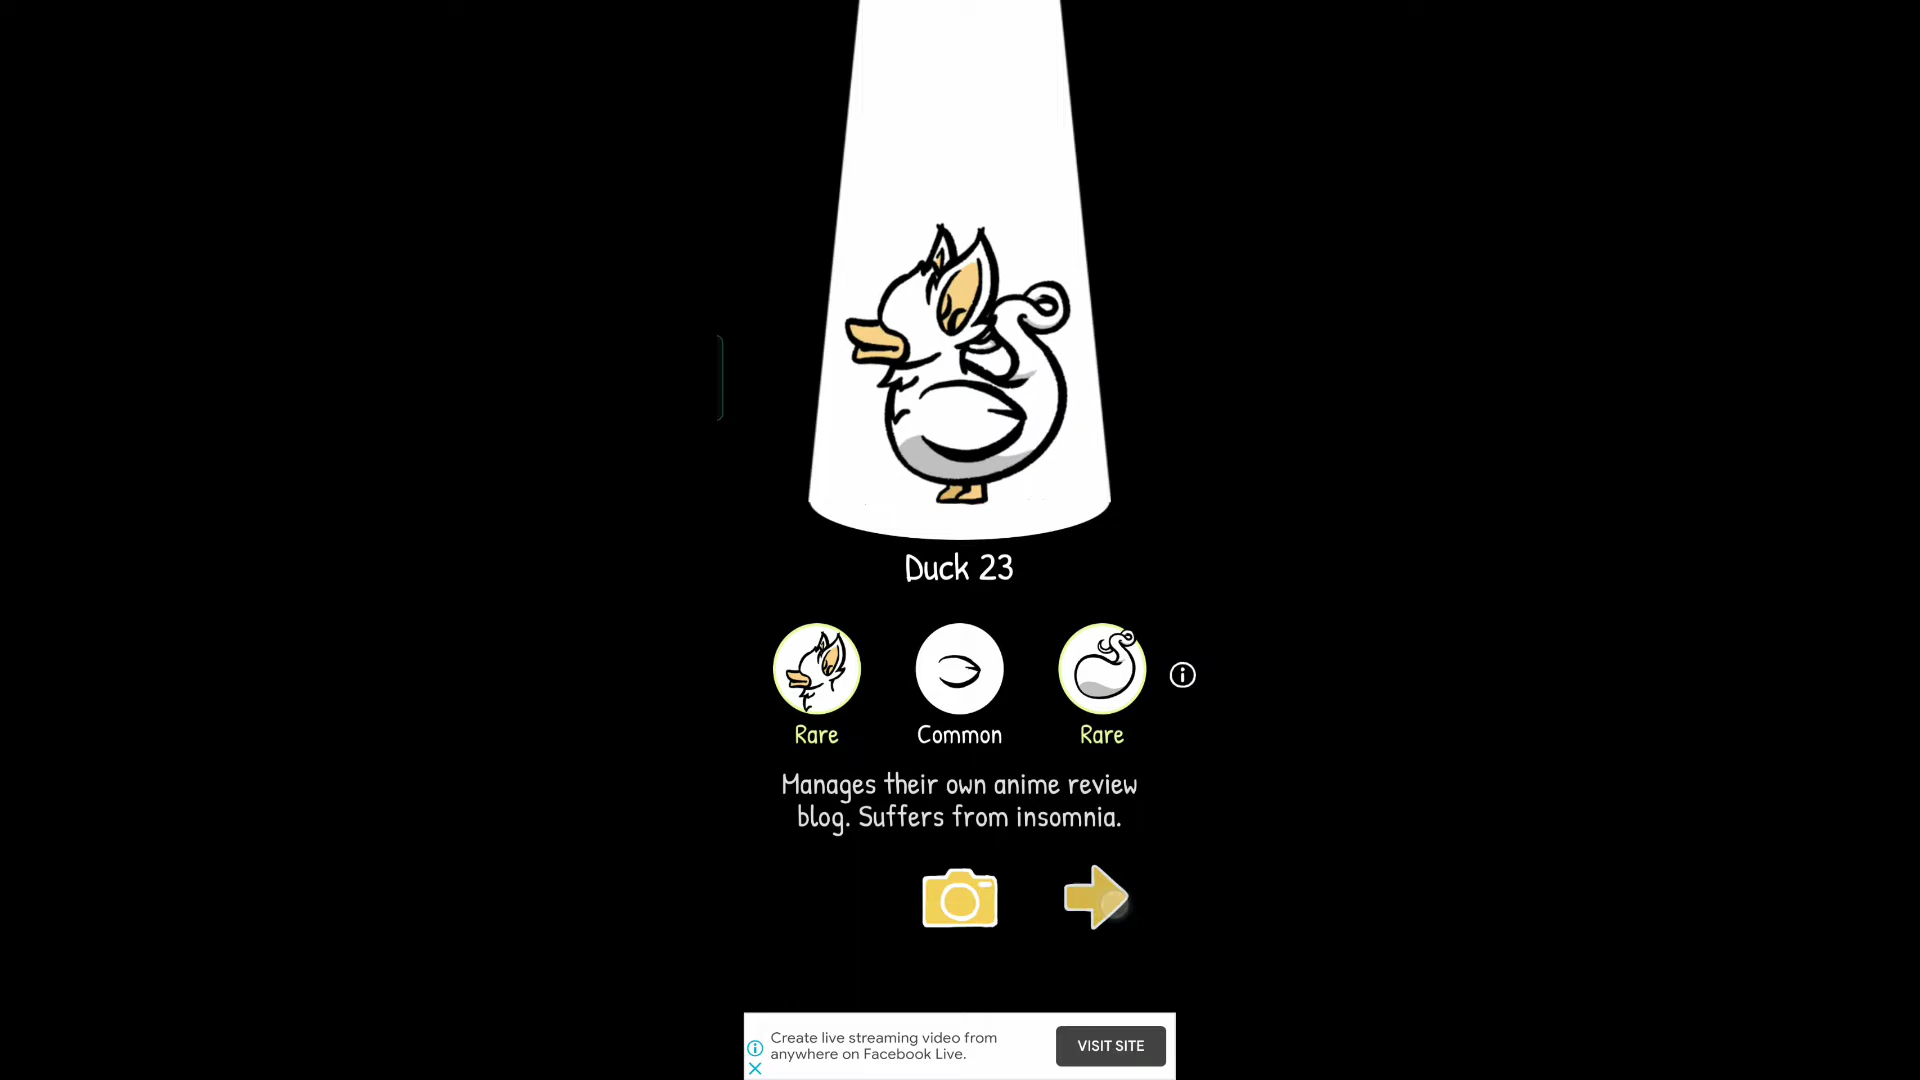 Duck 23
Rare
Common
Rare
Manages their own anime review
blog. Suffers from insomnia.
Create live streaming video from
anywhere on Facebook Live.
VISIT SITE